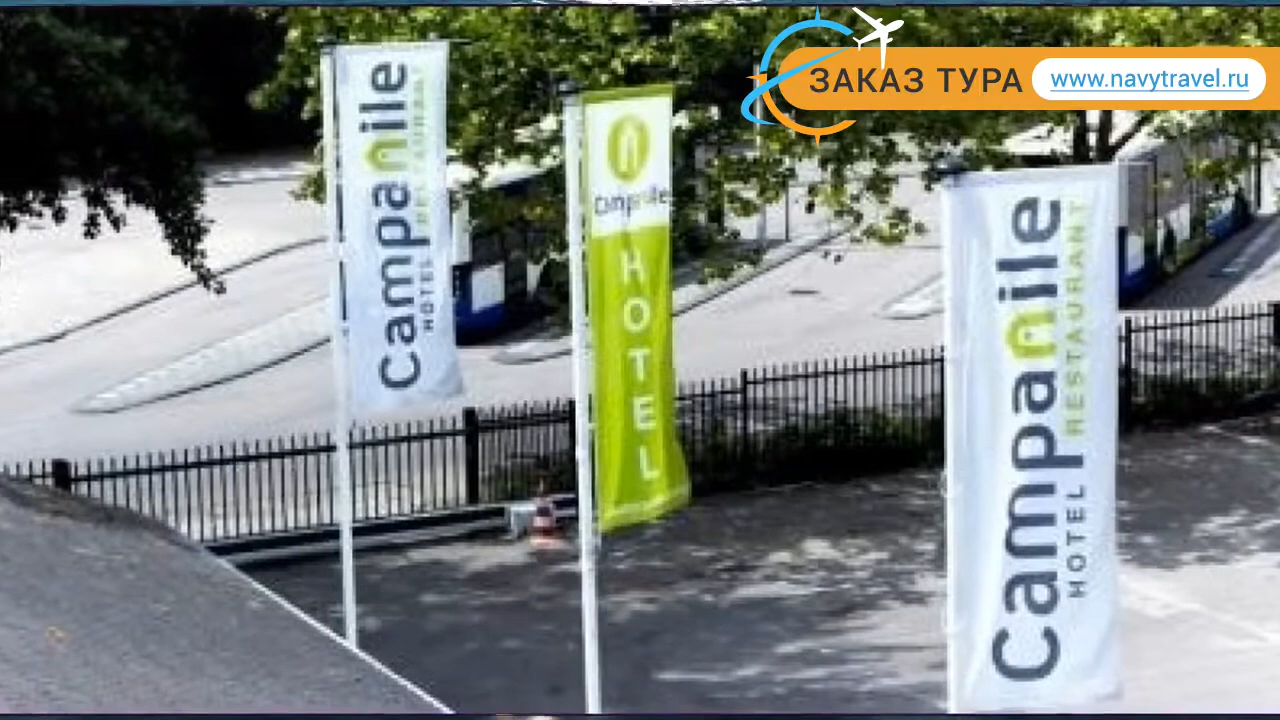 ЗАКАЗ ТУРА www.navytravel.ru
Campanile
HOTEL RESTAURANT
Campanile
HOTEL
Campanile
HOTEL RESTAURANT